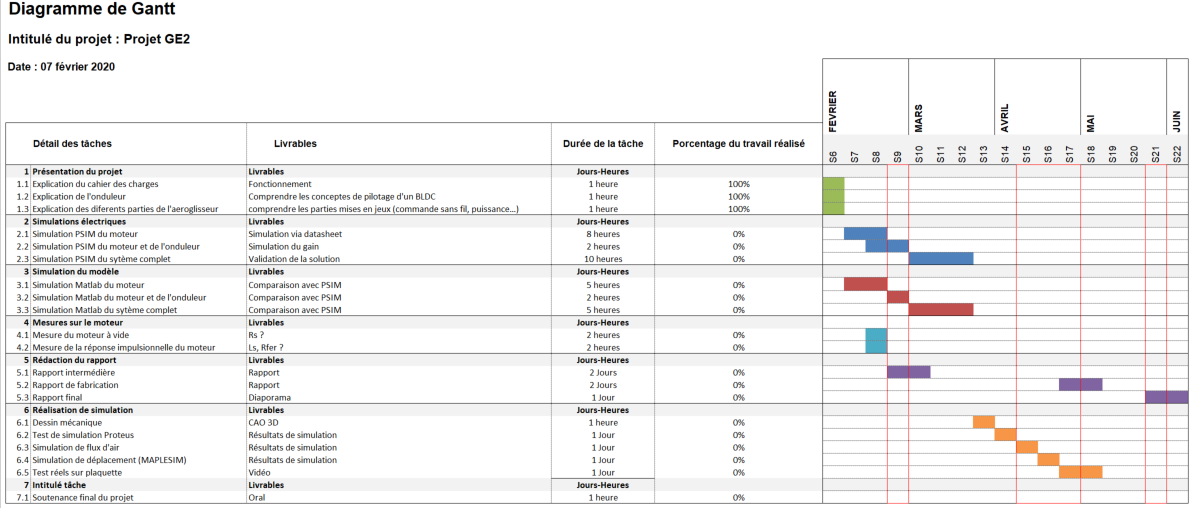 Diagramme de Gantt
Intitulé du projet : Projet GE2
Date : 07 février 2020
FEVRIER MARS AVRIL MAI JUIN
Détail des tâches Livrables Durée de la tâche Porcentage du travail réalisé S6 S7 S8 S9 S10 S11 S12 S13 S14 S15 S16 S17 S18 S19 S20 S21 S22
1 Présentation du projet Livrables Jours-Heures
1.1 Explication du cahier des charges Fonctionnement 1 heure 100%
1.2 Explication de l'onduleur Comprendre les conceptes de pilotage d'un BLDC 1 heure 100%
1.3 Explication des diferents parties de l'aeroglisseur comprendre les parties mises en jeux (commande sans fil, puissance...) 1 heure 100%
2 Simulations électriques Livrables Jours-Heures
2.1 Simulation PSIM du moteur Simulation via datasheet 8 heures 0%
2.2 Simulation PSIM du moteur et de l'onduleur Simulation du gain 2 heures 0%
2.3 Simulation PSIM du sytème complet Validation de la solution 10 heures 0%
3 Simulation du modèle Livrables Jours-Heures
3.1 Simulation Matlab du moteur Comparaison avec PSIM 5 heures 0%
3.2 Simulation Matlab du moteur et de l'onduleur Comparaison avec PSIM 2 heures 0%
3.3 Simulation Matlab du sytème complet Comparaison avec PSIM 5 heures 0%
4 Mesures sur le moteur Livrables Jours-Heures
4.1 Mesure du moteur à vide Rs ? 2 heures 0%
4.2 Mesure de la réponse impulsionnelle du moteur Ls, Rfer ? 2 heures 0%
5 Rédaction du rapport Livrables Jours-Heures
5.1 Rapport intermédière Rapport 2 Jours 0%
5.2 Rapport de fabrication Rapport 2 Jours 0%
5.3 Rapport final Diaporama 1 Jour 0%
6 Réalisation de simulation Livrables Jours-Heures
6.1 Dessin mécanique CAO 3D 1 heure 0%
6.2 Test de simulation Proteus Résultats de simulation 1 Jour 0%
6.3 Simulation de flux d'air Résultats de simulation 1 Jour 0%
6.4 Simulation de déplacement (MAPLESIM) Résultats de simulation 1 Jour 0%
6.5 Test réels sur plaquette Vidéo 1 Jour 0%
7 Intitulé tâche Livrables Jours-Heures
7.1 Soutenance final du projet Oral 1 heure 0%